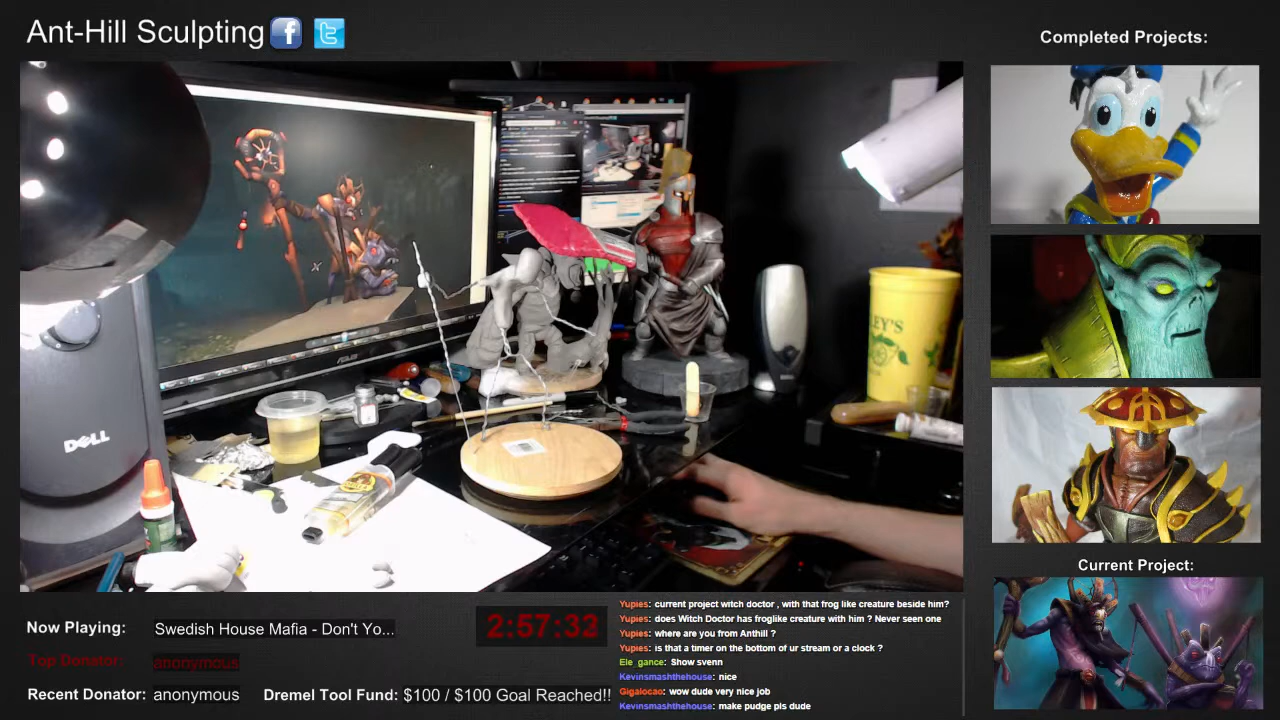 Ant-Hill Sculpting
Completed Projects:
ASUS
DELL
LEY'S
Current Project:
Now Playing:
Swedish House Mafia - Don't Yo...
2:57:33
Top Donator:
anonymous
Recent Donator:
anonymous
Dremel Tool Fund:
$100 / $100 Goal Reached!!
Yupies: current project witch doctor , with that frog like creature beside him?
Yupies: does Witch Doctor has froglike creature with him ? Never seen one
Yupies: where are you from Anthill ?
Yupies: is that a timer on the bottom of ur stream or a clock ?
Ele_gance: Show svenn
Kevinsmashthehouse: nice
Gigalocao: wow dude very nice job
Kevinsmashthehouse: make pudge pls dude